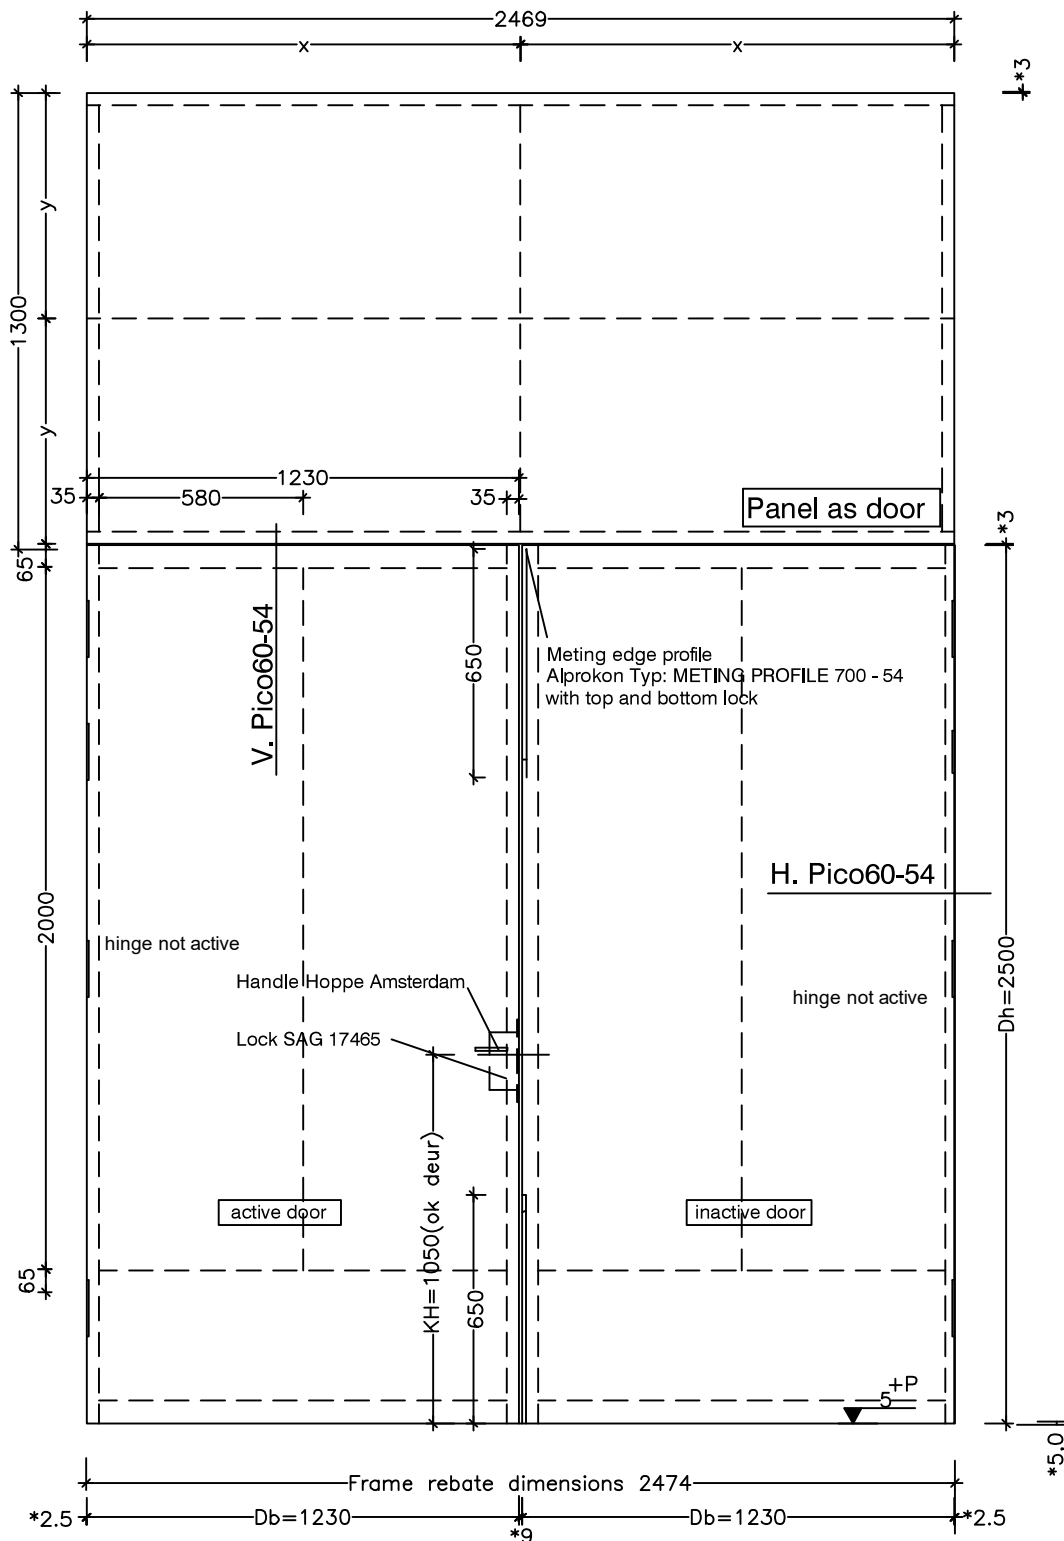 2469
x
x
*3
y
1300
y
1230
35
580
35
Panel as door
*3
65
V. Pico60-54
650
Meting edge profile
Alprokon Typ: METING PROFILE 700 - 54
with top and bottom lock
H. Pico60-54
2000
hinge not active
Dh=2500
Handle Hoppe Amsterdam
hinge not active
Lock SAG 17465
KH=1050(ok deur)
active door
inactive door
65
650
5
+P
*5.0
Frame rebate dimensions 2474
*2.5
Db=1230
*9
Db=1230
*2.5